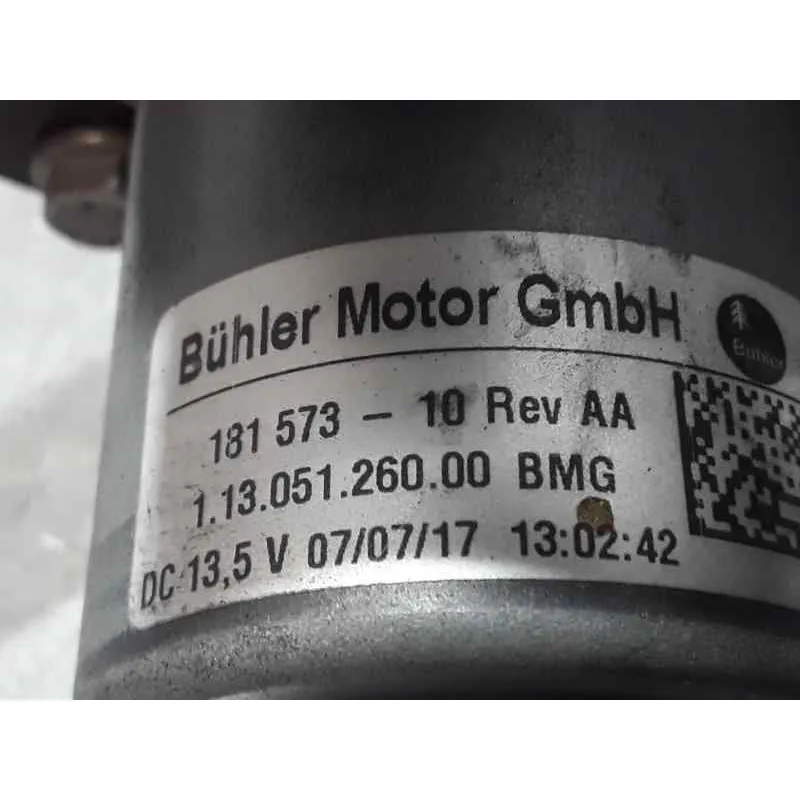 Bühler Motor GmbH
Bühler
181 573 - 10 Rev AA
1.13.051.260.00 BMG
DC 13,5 V 07/07/17 13:02:42